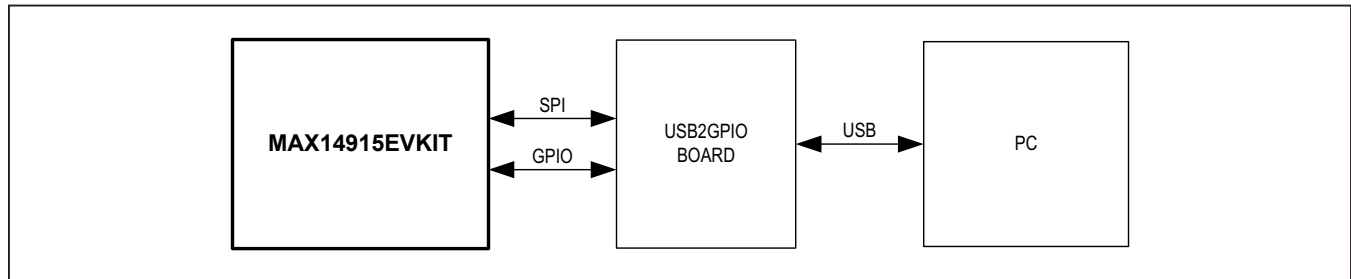 MAX14915EVKIT
SPI
GPIO
USB2GPIO
BOARD
USB
PC